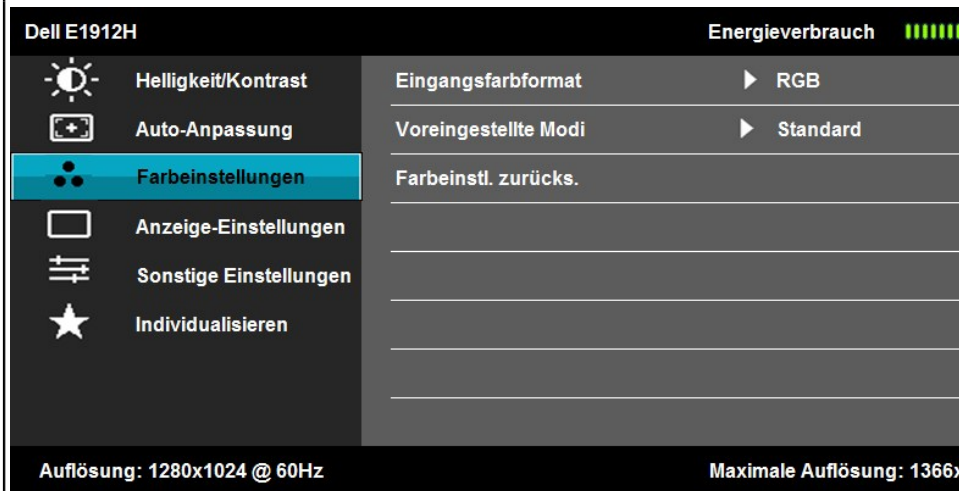 Dell E1912H Energieverbrauch
Helligkeit/Kontrast
Auto-Anpassung
Farbeinstellungen
Anzeige-Einstellungen
Sonstige Einstellungen
Individualisieren
Eingangsfarbformat RGB
Voreingestellte Modi Standard
Farbeinstl. zurücks.
Auflösung: 1280x1024 @ 60Hz Maximale Auflösung: 1366x